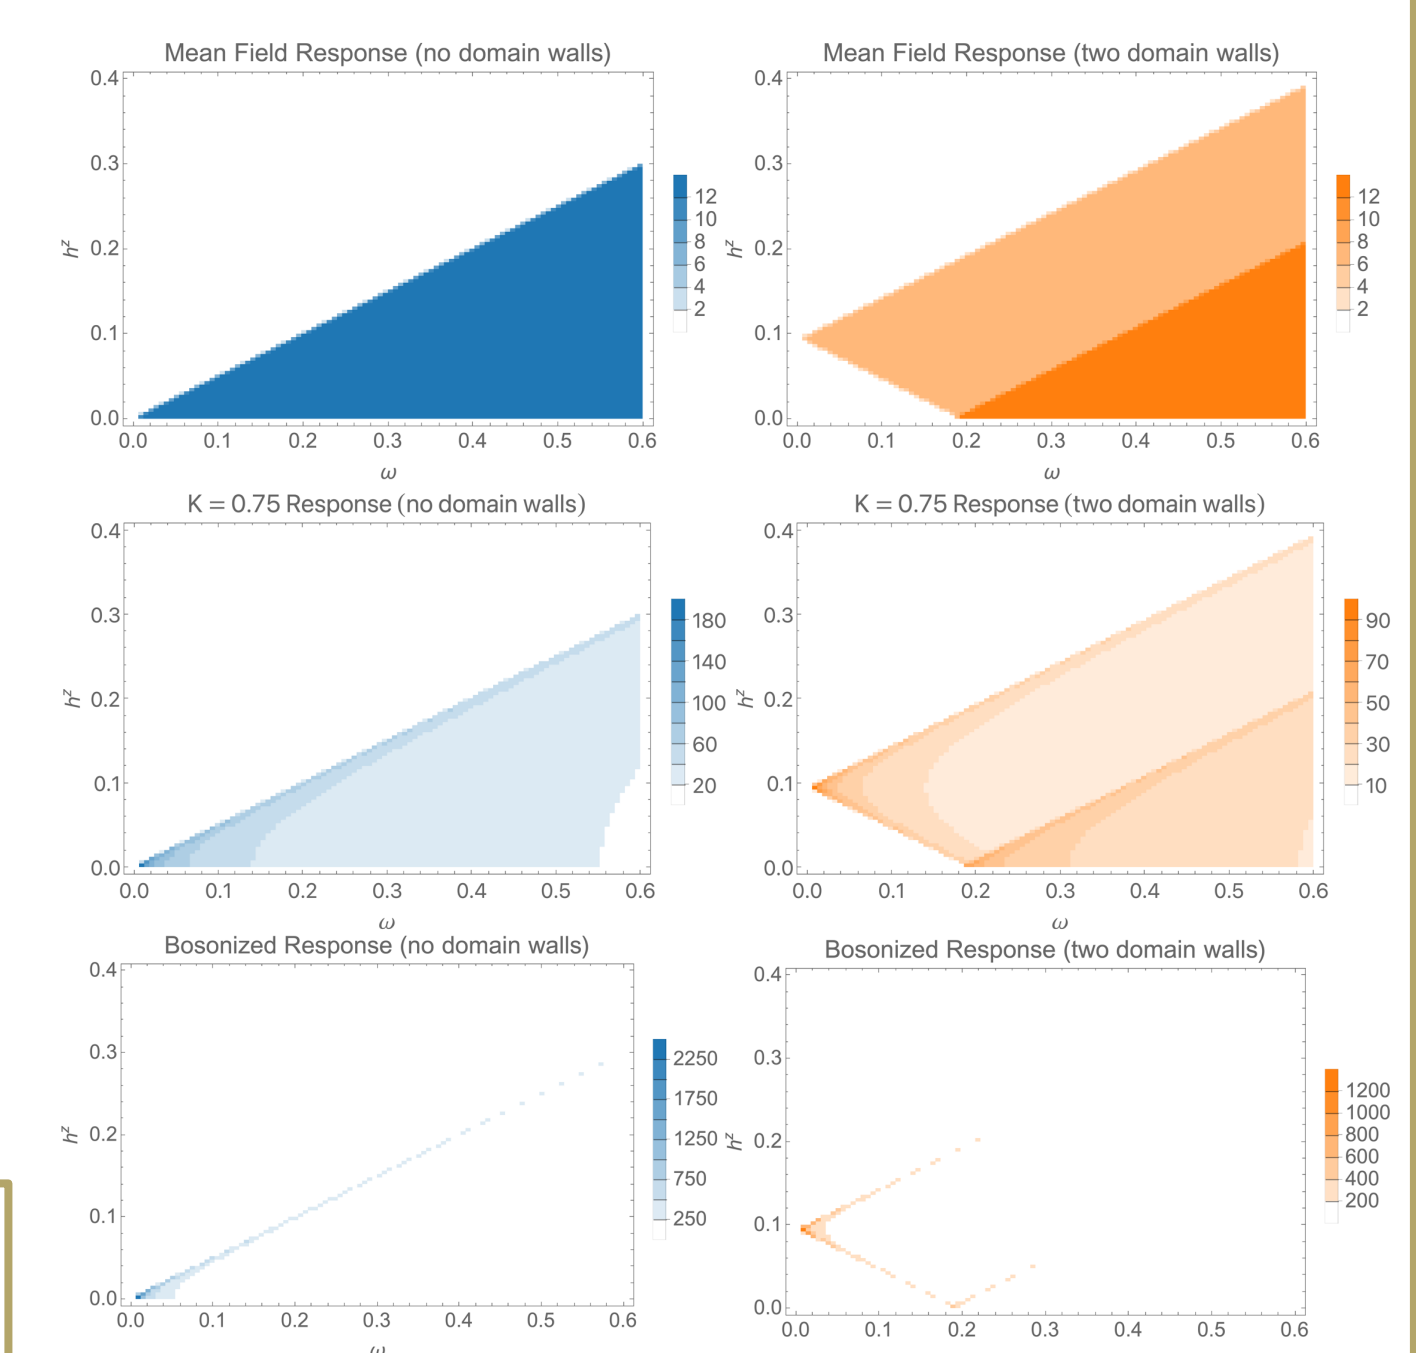 Mean Field Response (no domain walls)
0.4
0.3
0.2
0.1
0.0
h^z
0.0 0.1 0.2 0.3 0.4 0.5 0.6
ω
12
10
8
6
4
2
Mean Field Response (two domain walls)
0.4
0.3
0.2
0.1
0.0
h^z
0.0 0.1 0.2 0.3 0.4 0.5 0.6
ω
12
10
8
6
4
2
K = 0.75 Response (no domain walls)
0.4
0.3
0.2
0.1
0.0
h^z
0.0 0.1 0.2 0.3 0.4 0.5 0.6
ω
180
140
100
60
20
K = 0.75 Response (two domain walls)
0.4
0.3
0.2
0.1
0.0
h^z
0.0 0.1 0.2 0.3 0.4 0.5 0.6
ω
90
70
50
30
10
Bosonized Response (no domain walls)
0.4
0.3
0.2
0.1
0.0
h^z
0.0 0.1 0.2 0.3 0.4 0.5 0.6
ω
2250
1750
1250
750
250
Bosonized Response (two domain walls)
0.4
0.3
0.2
0.1
0.0
h^z
0.0 0.1 0.2 0.3 0.4 0.5 0.6
1200
1000
800
600
400
200